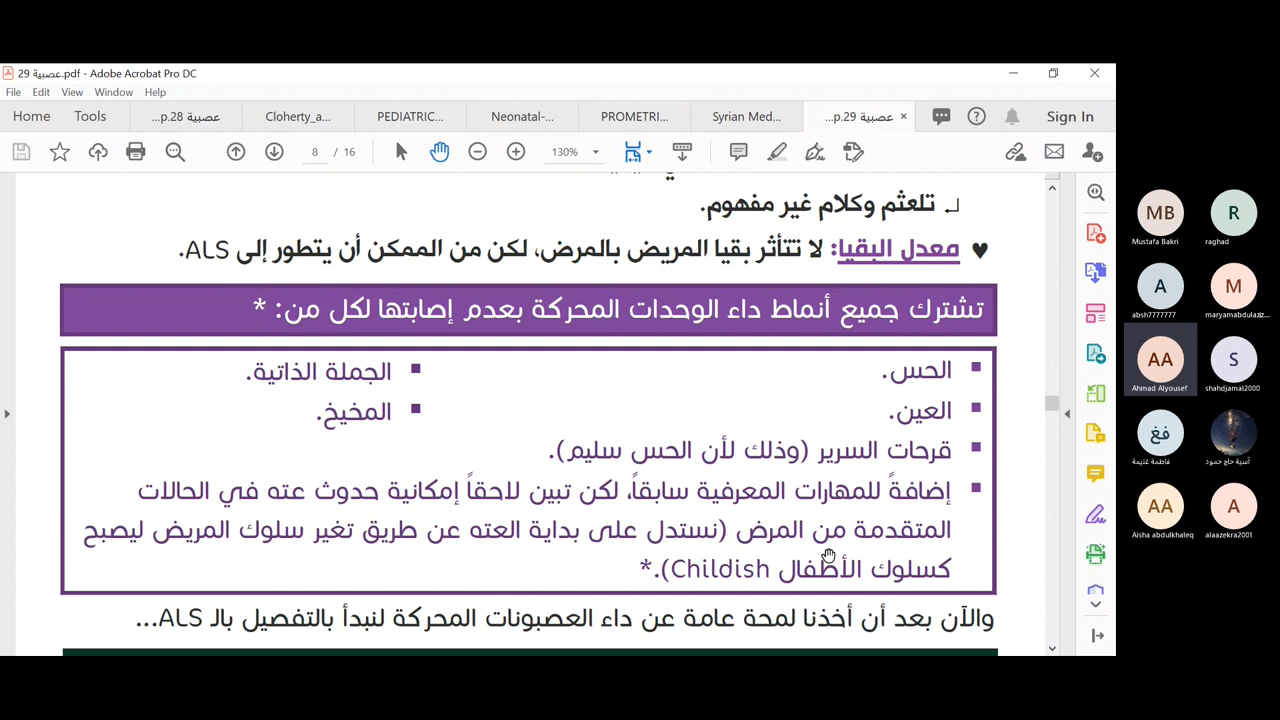 عصبية 29.pdf - Adobe Acrobat Pro DC
File Edit View Window Help
Home Tools عصبية 28.p... Cloherty_a... PEDIATRIC... Neonatal-... PROMETRI... Syrian Med... عصبية 29.p... × Sign In
8 / 16 130%
تلعثم وكلام غير مفهوم.
♥ معدل البقيا: لا تتأثر بقيا المريض بالمرض، لكن من الممكن أن يتطور إلى ALS.
تشترك جميع أنماط داء الوحدات المحركة بعدم إصابتها لكل من: *
▪ الحس. ▪ الجملة الذاتية.
▪ العين. ▪ المخيخ.
▪ قرحات السرير (وذلك لأن الحس سليم).
▪ إضافةً للمهارات المعرفية سابقاً، لكن تبين لاحقاً إمكانية حدوث عته في الحالات
المتقدمة من المرض (نستدل على بداية العته عن طريق تغير سلوك المريض ليصبح
كسلوك الأطفال Childish).*
والآن بعد أن أخذنا لمحة عامة عن داء العصبونات المحركة لنبدأ بالتفصيل بالـ ALS...
MB R
Mustafa Bakri raghad
A M
absh7777777 maryamabdulaziz...
AA S
Ahmad Alyousef shahdjamal2000
فغ
فاطمة غنيمة آسية حاج حمود
AA A
Aisha abdulkhaleq alaazekra2001